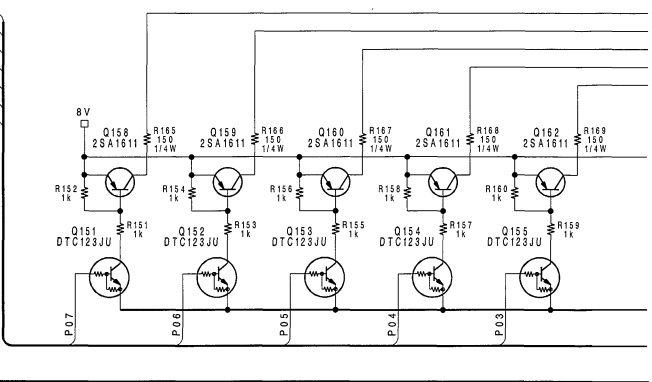 8V
Q158
2SA1611
R165
150
1/4W
Q159
2SA1611
R166
150
1/4W
Q160
2SA1611
R167
150
1/4W
Q161
2SA1611
R168
150
1/4W
Q162
2SA1611
R169
150
1/4W
R152
1k
R154
1k
R156
1k
R158
1k
R160
1k
Q151
DTC123JU
R151
1k
Q152
DTC123JU
R153
1k
Q153
DTC123JU
R155
1k
Q154
DTC123JU
R157
1k
Q155
DTC123JU
R159
1k
P07
P06
P05
P04
P03